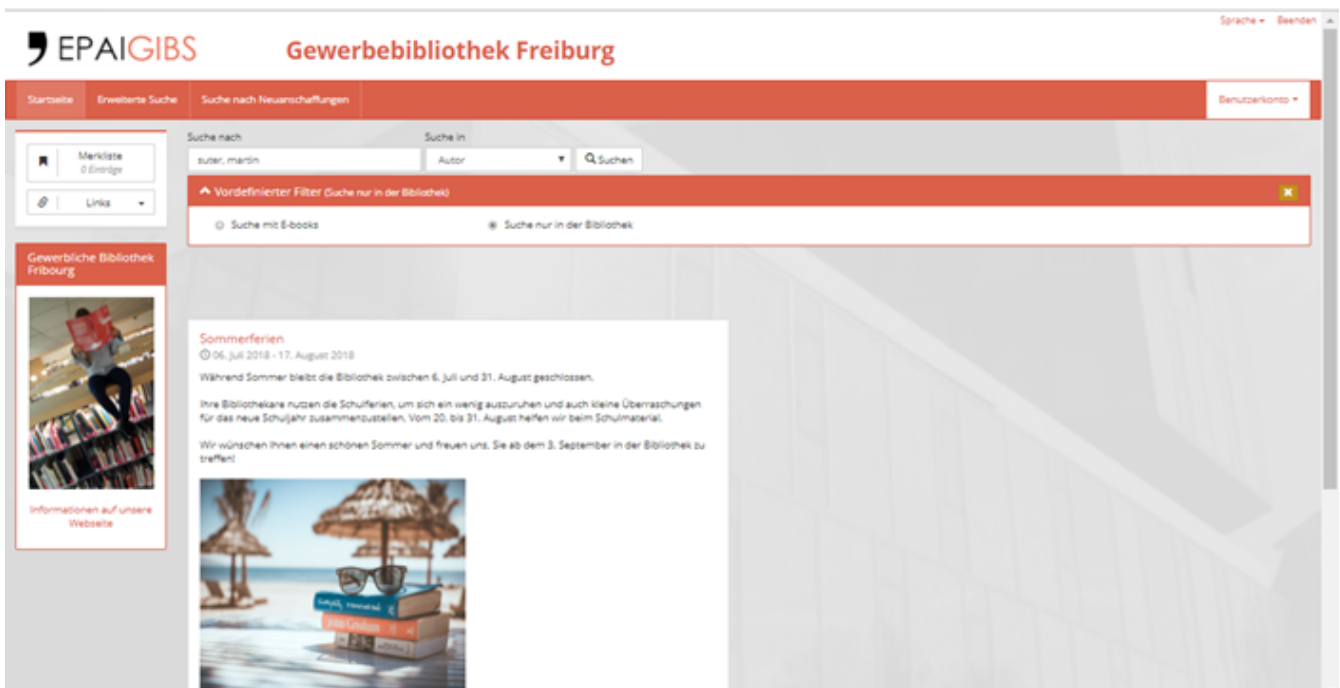 Sprache Beenden
EPAIGIBS
Gewerbebibliothek Freiburg
Startseite Erweiterte Suche Suche nach Neuanschaffungen Benutzerkonto
Suche nach Suche in
suter, martin Autor Suchen
Merkliste
0 Einträge
Links
Vordefinierter Filter (Suche nur in der Bibliothek)
Suche mit E-books Suche nur in der Bibliothek
Gewerbliche Bibliothek
Fribourg
Informationen auf unsere
Webseite
Sommerferien
06. Juli 2018 - 17. August 2018
Während Sommer bleibt die Bibliothek zwischen 6. Juli und 31. August geschlossen.
Ihre Bibliothekare nutzen die Schulferien, um sich ein wenig auszuruhen und auch kleine Überraschungen
für das neue Schuljahr zusammenzustellen. Vom 20. bis 31. August helfen wir beim Schulmaterial.
Wir wünschen Ihnen einen schönen Sommer und freuen uns, Sie ab dem 3. September in der Bibliothek zu
treffen!